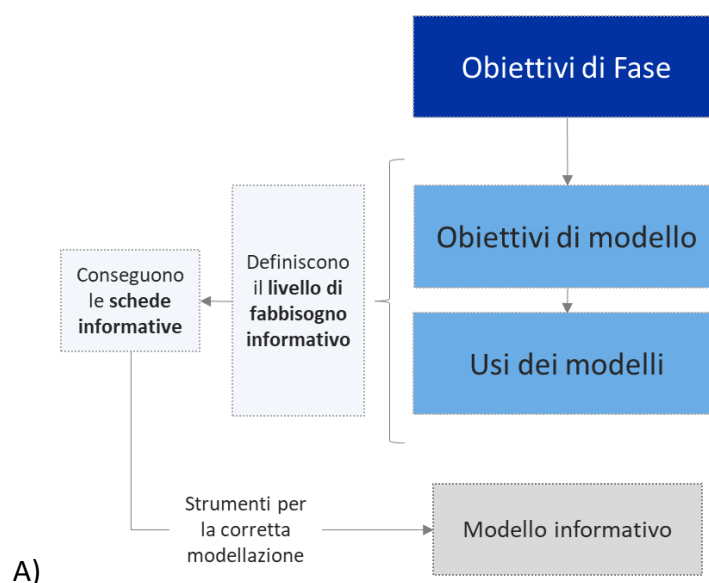 Obiettivi di Fase
Obiettivi di modello
Usi dei modelli
Definiscono
il livello di
fabbisogno
informativo
Conseguono
le schede
informative
Strumenti per
la corretta
modellazione
Modello informativo
A)